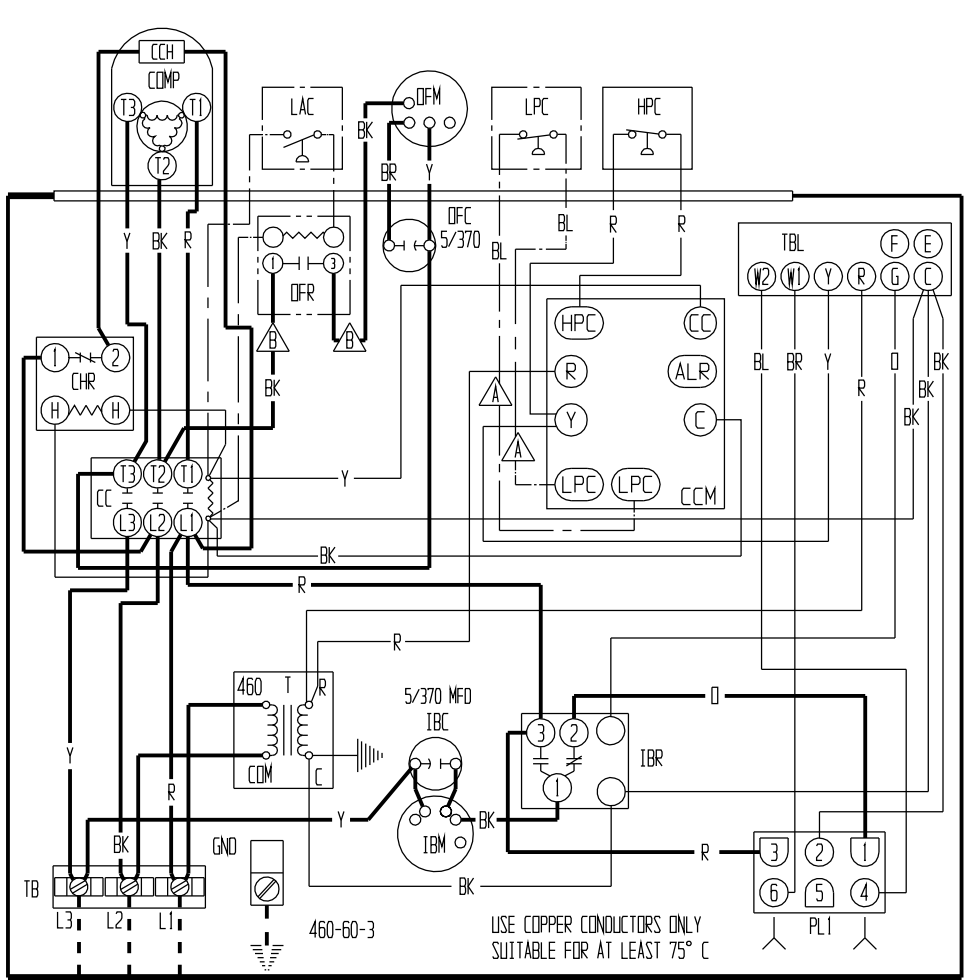 CCH
COMP
T3
T1
T2
LAC
OFM
LPC
HPC
BK
BR
Y
Y
BK
R
OFC
5/370
BL
BL
R
R
TBL
F
E
W2
W1
Y
R
G
C
1
3
OFR
B
B
BK
1
2
CHR
H
H
HPC
CC
R
ALR
Y
C
LPC
LPC
CCM
A
A
BL
BR
Y
R
O
BK
BK
BK
T3
T2
T1
CC
L3
L2
L1
Y
BK
R
R
460
T
R
COM
C
5/370 MFD
IBC
IBM
O
3
2
1
IBR
Y
R
BK
Y
BK
R
GND
BK
3
2
1
6
5
4
PL1
TB
L3
L2
L1
460-60-3
USE COPPER CONDUCTORS ONLY
SUITABLE FOR AT LEAST 75° C